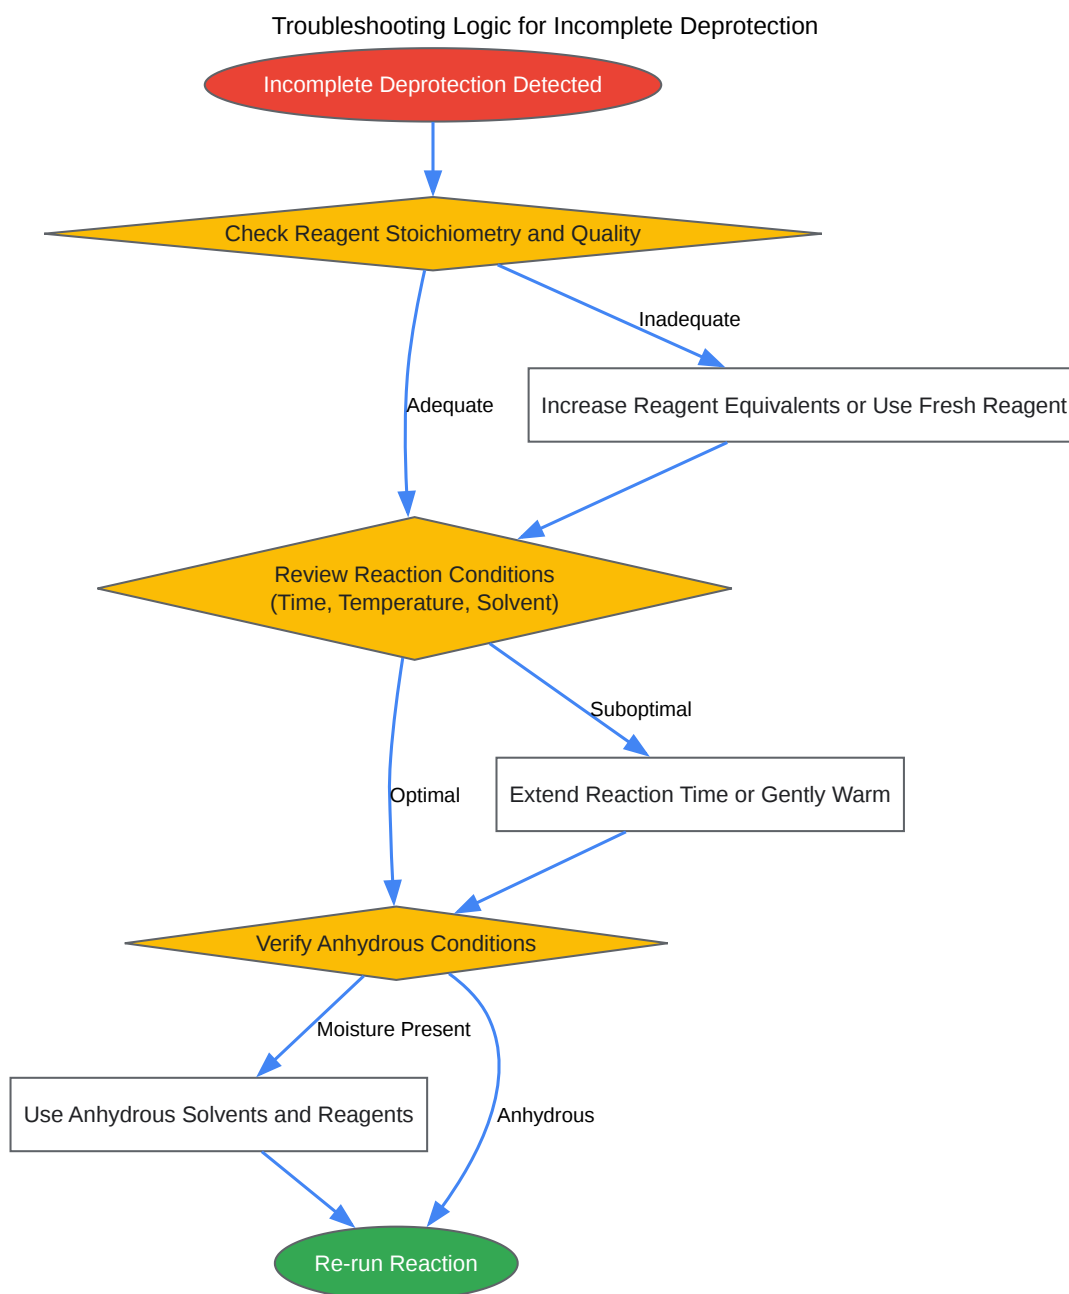 Troubleshooting Logic for Incomplete Deprotection
Incomplete Deprotection Detected
Check Reagent Stoichiometry and Quality
Inadequate
Adequate
Increase Reagent Equivalents or Use Fresh Reagent
Review Reaction Conditions
(Time, Temperature, Solvent)
Suboptimal
Optimal
Extend Reaction Time or Gently Warm
Verify Anhydrous Conditions
Moisture Present
Use Anhydrous Solvents and Reagents
Anhydrous
Re-run Reaction